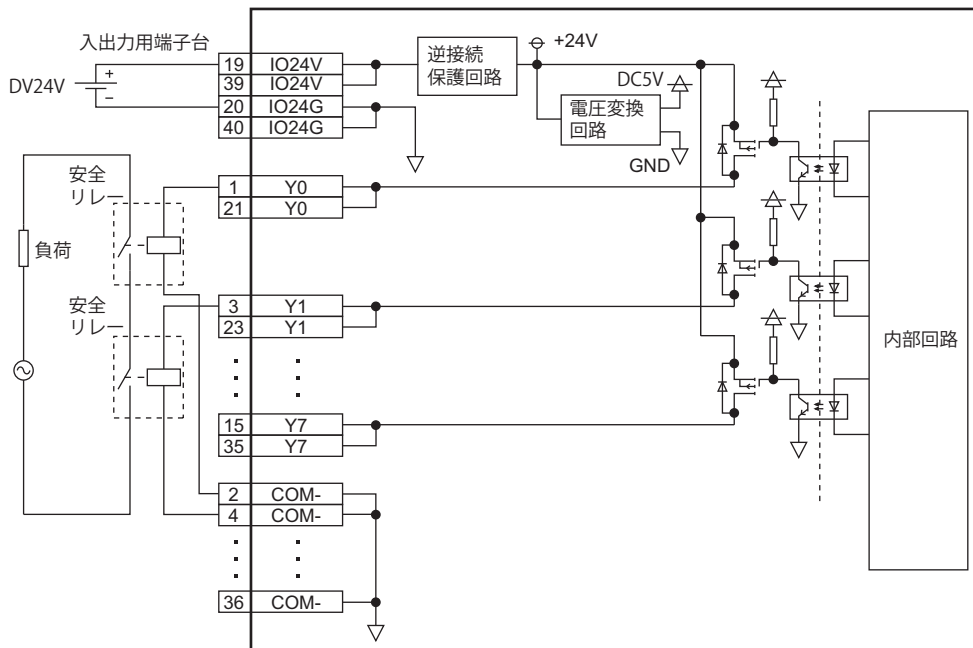 入出力用端子台
DV24V
+
−
19 IO24V
39 IO24V
20 IO24G
40 IO24G
逆接続
保護回路
+24V
DC5V
電圧変換
回路
GND
安全
リレー
負荷
1 Y0
21 Y0
安全
リレー
3 Y1
23 Y1
15 Y7
35 Y7
2 COM-
4 COM-
36 COM-
内部回路